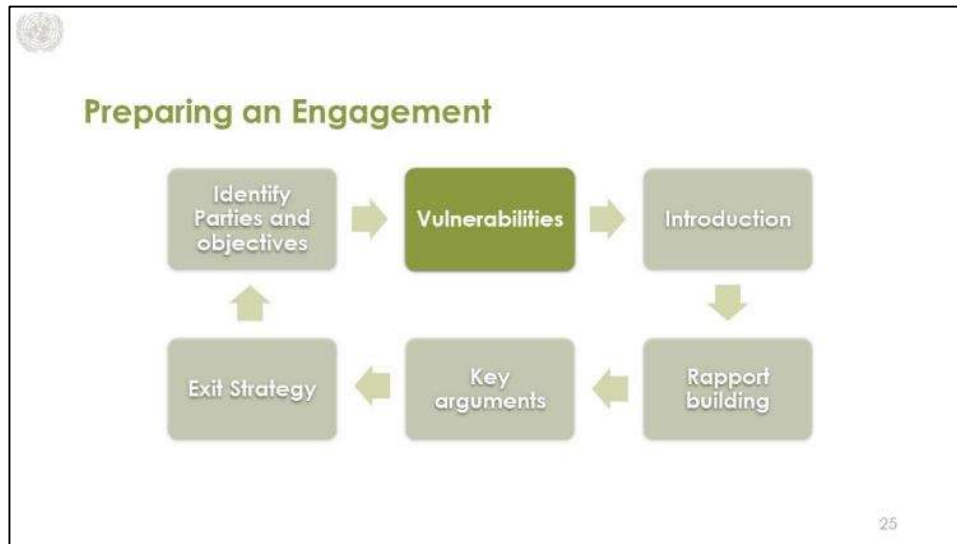 Preparing an Engagement
Identify
Parties and
objectives
Vulnerabilities
Introduction
Rapport
building
Key
arguments
Exit Strategy
25